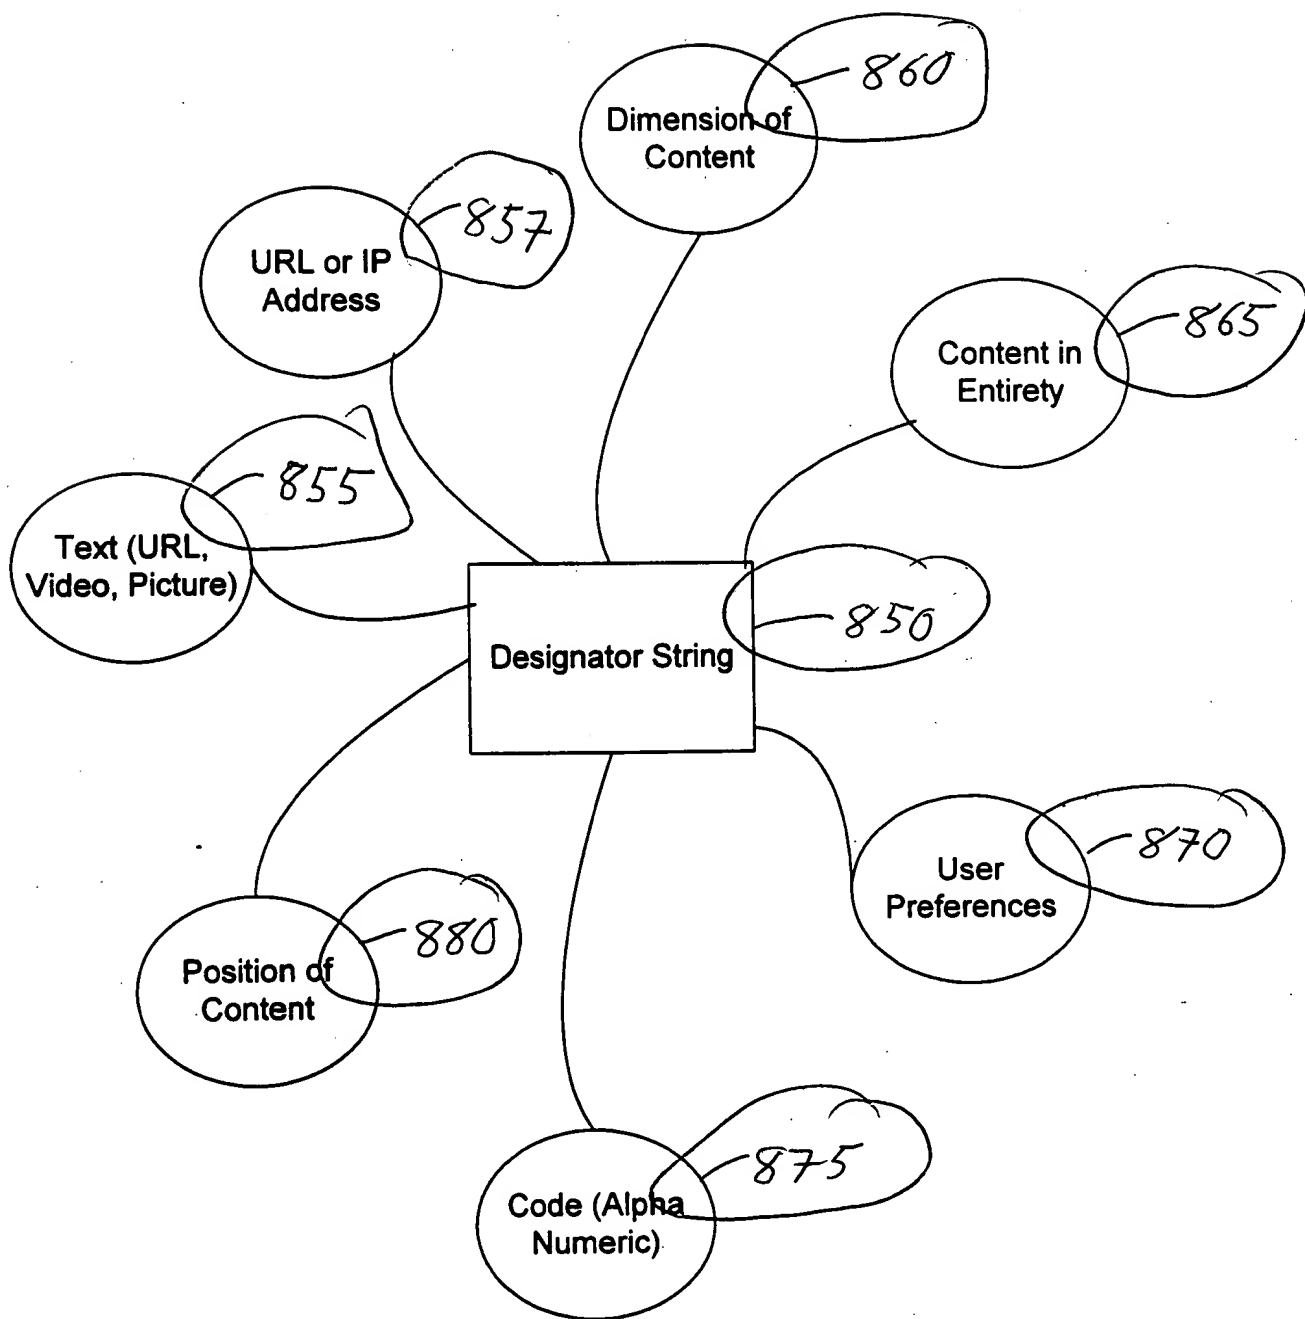 860
Dimension of
Content
857
URL or IP
Address
865
Content in
Entirety
855
Text (URL,
Video, Picture)
850
Designator String
870
User
Preferences
880
Position of
Content
875
Code (Alpha
Numeric)